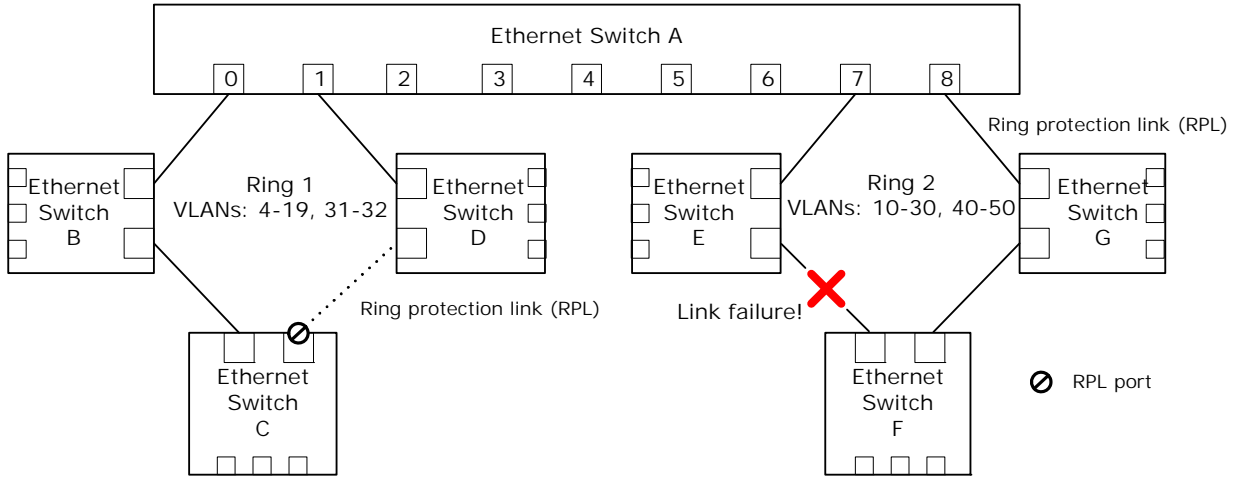 Ethernet Switch A
0 1 2 3 4 5 6 7 8
Ring protection link (RPL)
Ethernet
Switch
B
Ring 1
VLANs: 4-19, 31-32
Ethernet
Switch
D
Ethernet
Switch
E
Ring 2
VLANs: 10-30, 40-50
Ethernet
Switch
G
Ring protection link (RPL)
Link failure!
Ethernet
Switch
C
Ethernet
Switch
F
RPL port